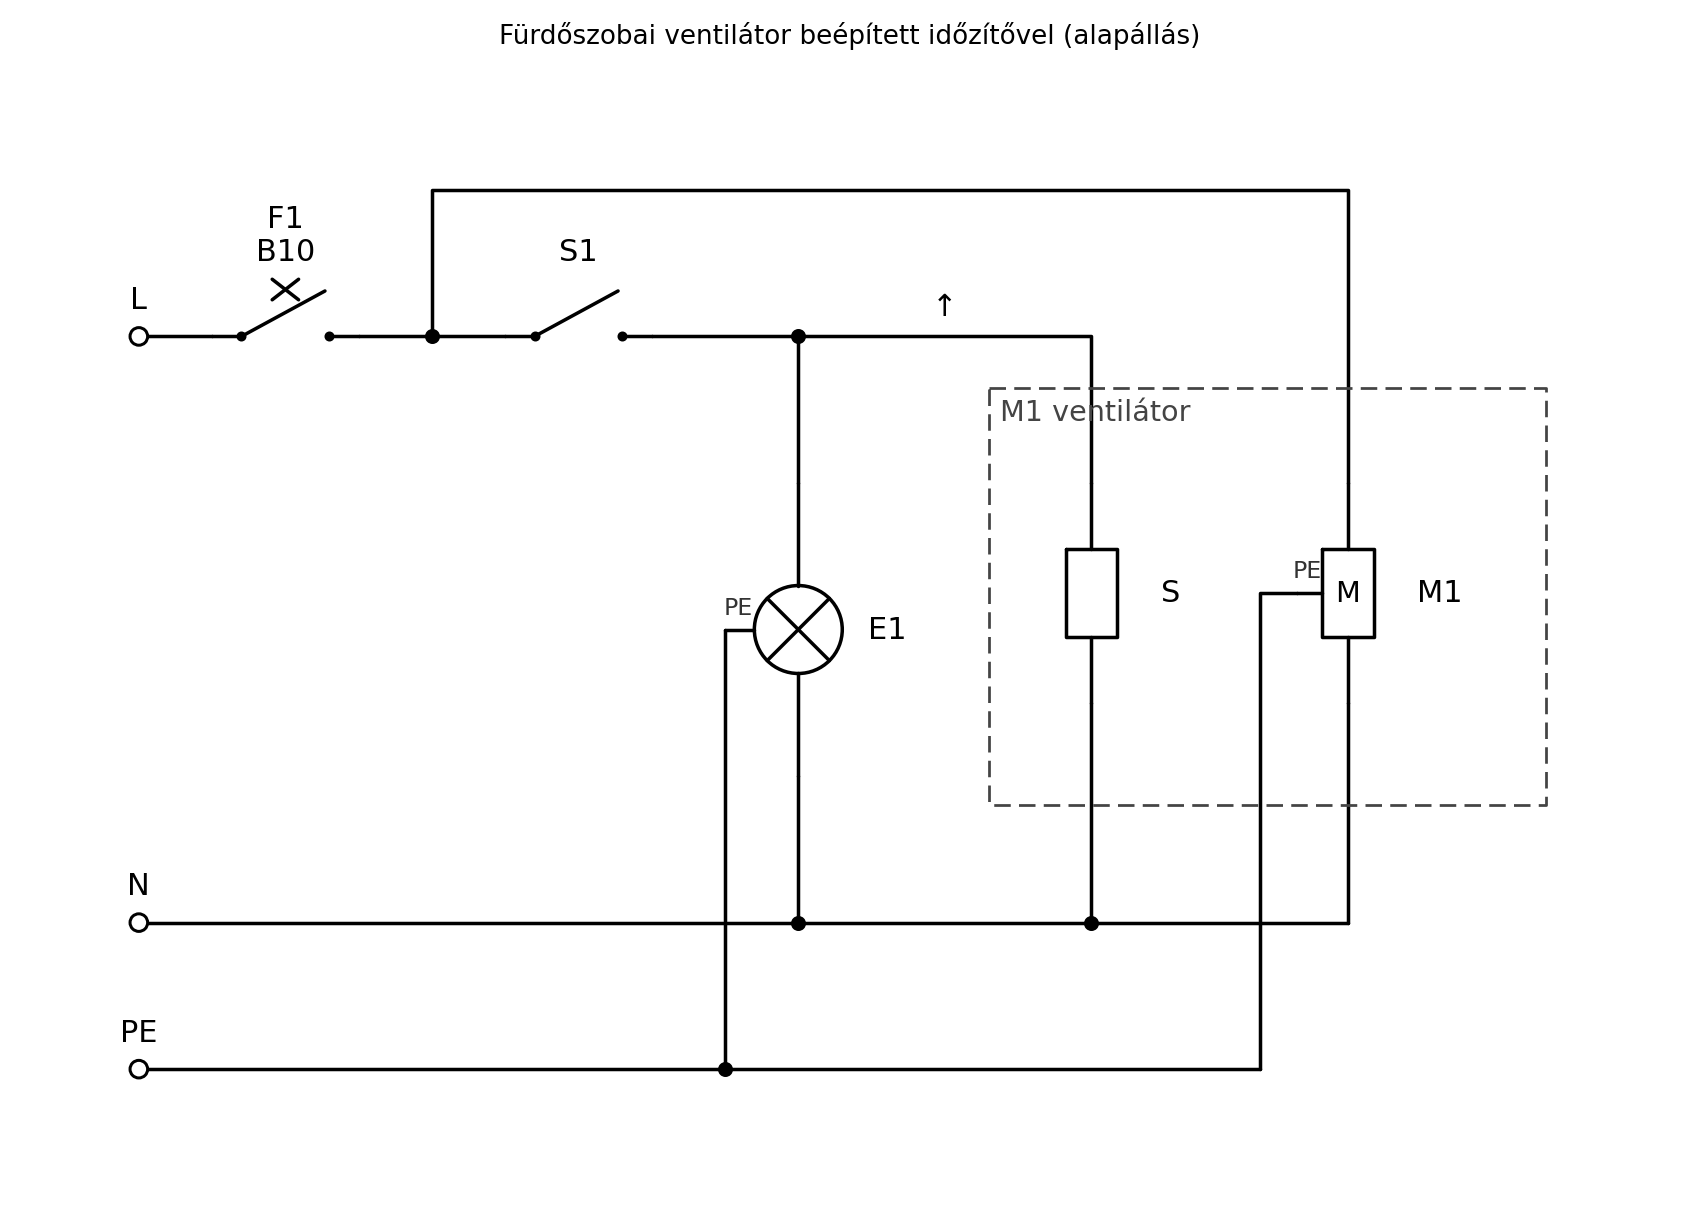 Fürdőszobai ventilátor beépített időzítővel (alapállás)
F1
B10
S1
L
↑
M1 ventilátor
PE
M
M1
S
PE
E1
N
PE